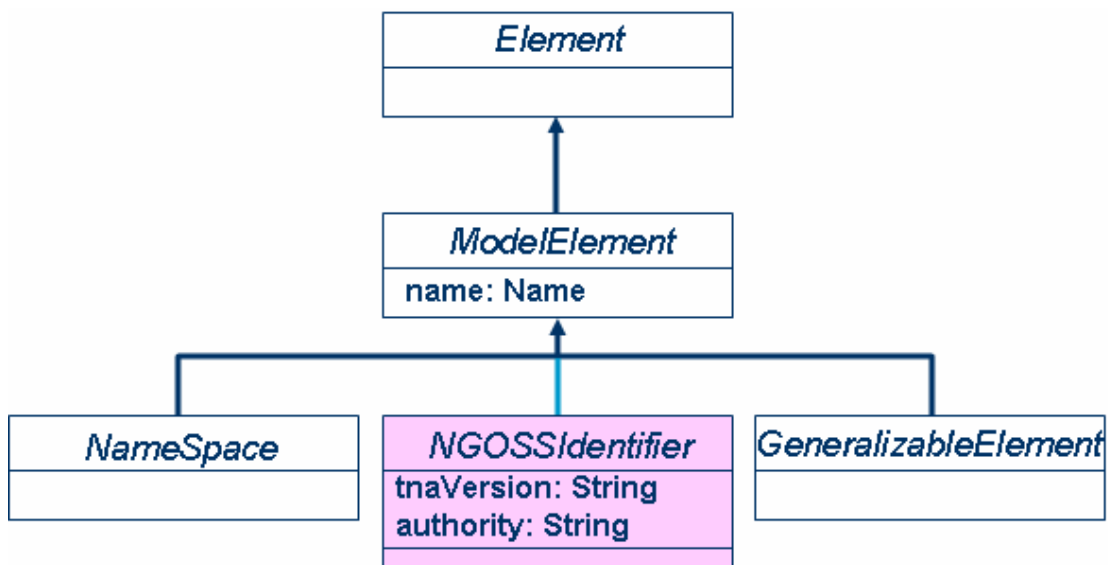 Element
ModelElement
name: Name
NameSpace
NGOSSIdentifier
GeneralizableElement
tnaVersion: String
authority: String